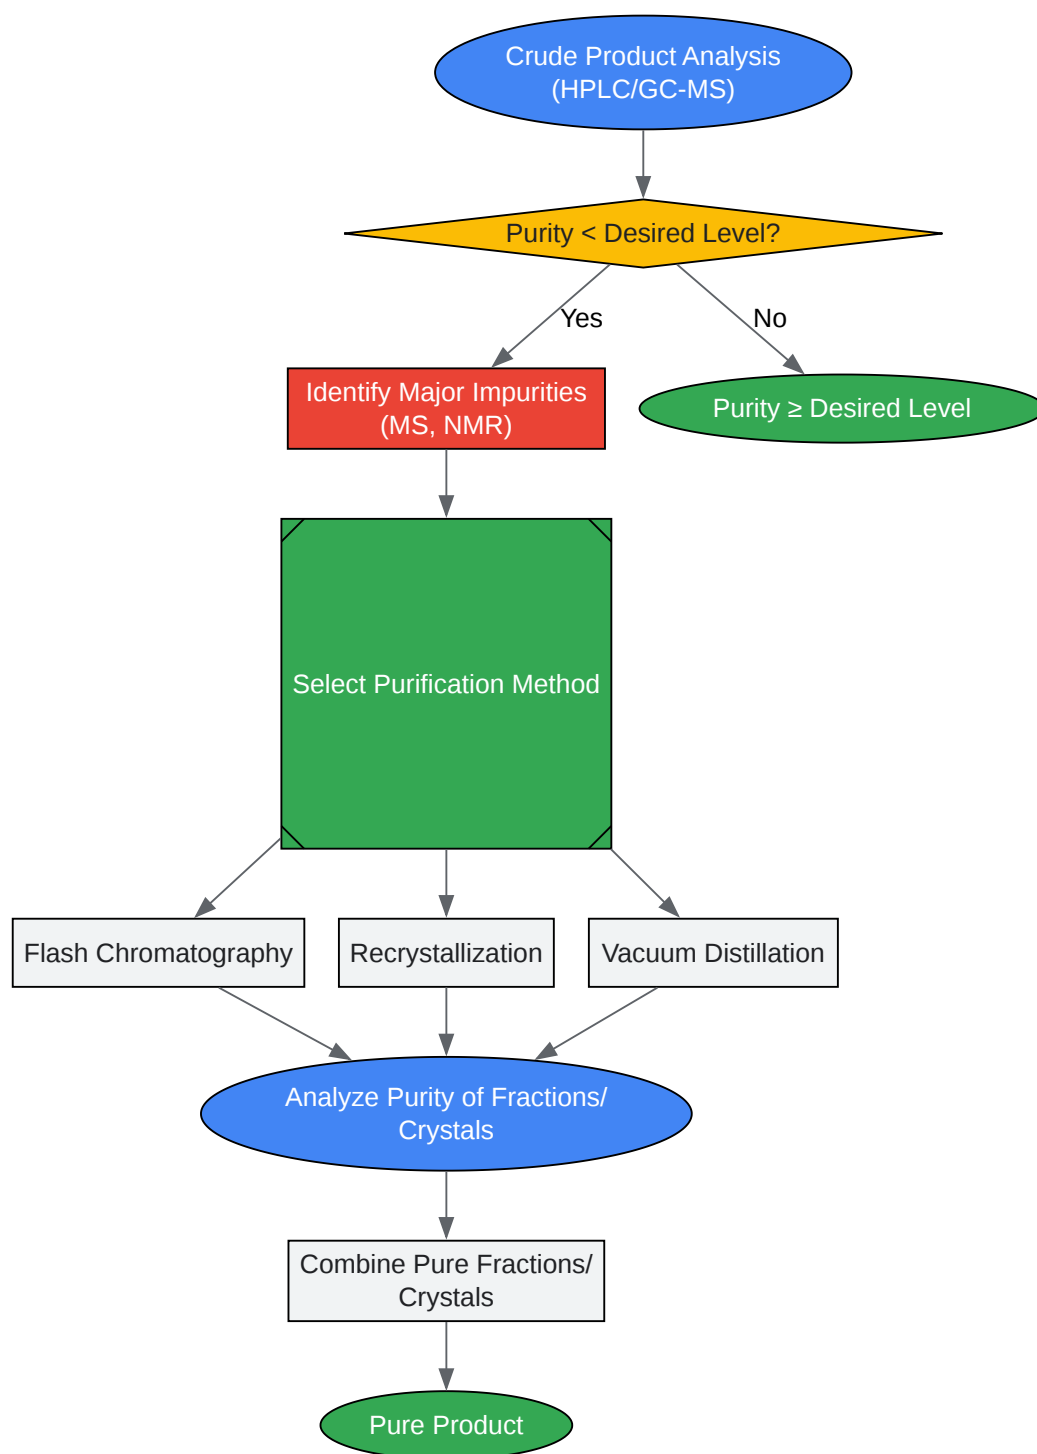 Crude Product Analysis
(HPLC/GC-MS)
Purity < Desired Level?
Yes
No
Identify Major Impurities
(MS, NMR)
Purity ≥ Desired Level
Select Purification Method
Flash Chromatography
Recrystallization
Vacuum Distillation
Analyze Purity of Fractions/
Crystals
Combine Pure Fractions/
Crystals
Pure Product